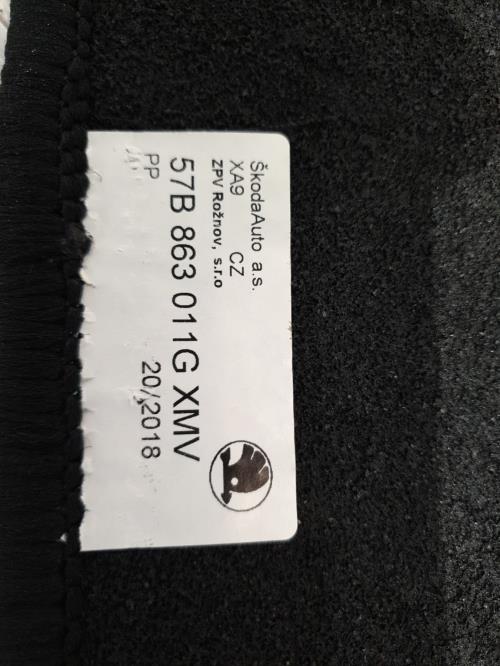 ŠkodaAuto a.s.
XA9 CZ
ZPV Rožnov, s.r.o
57B 863 011G XMV
PP 20/2018